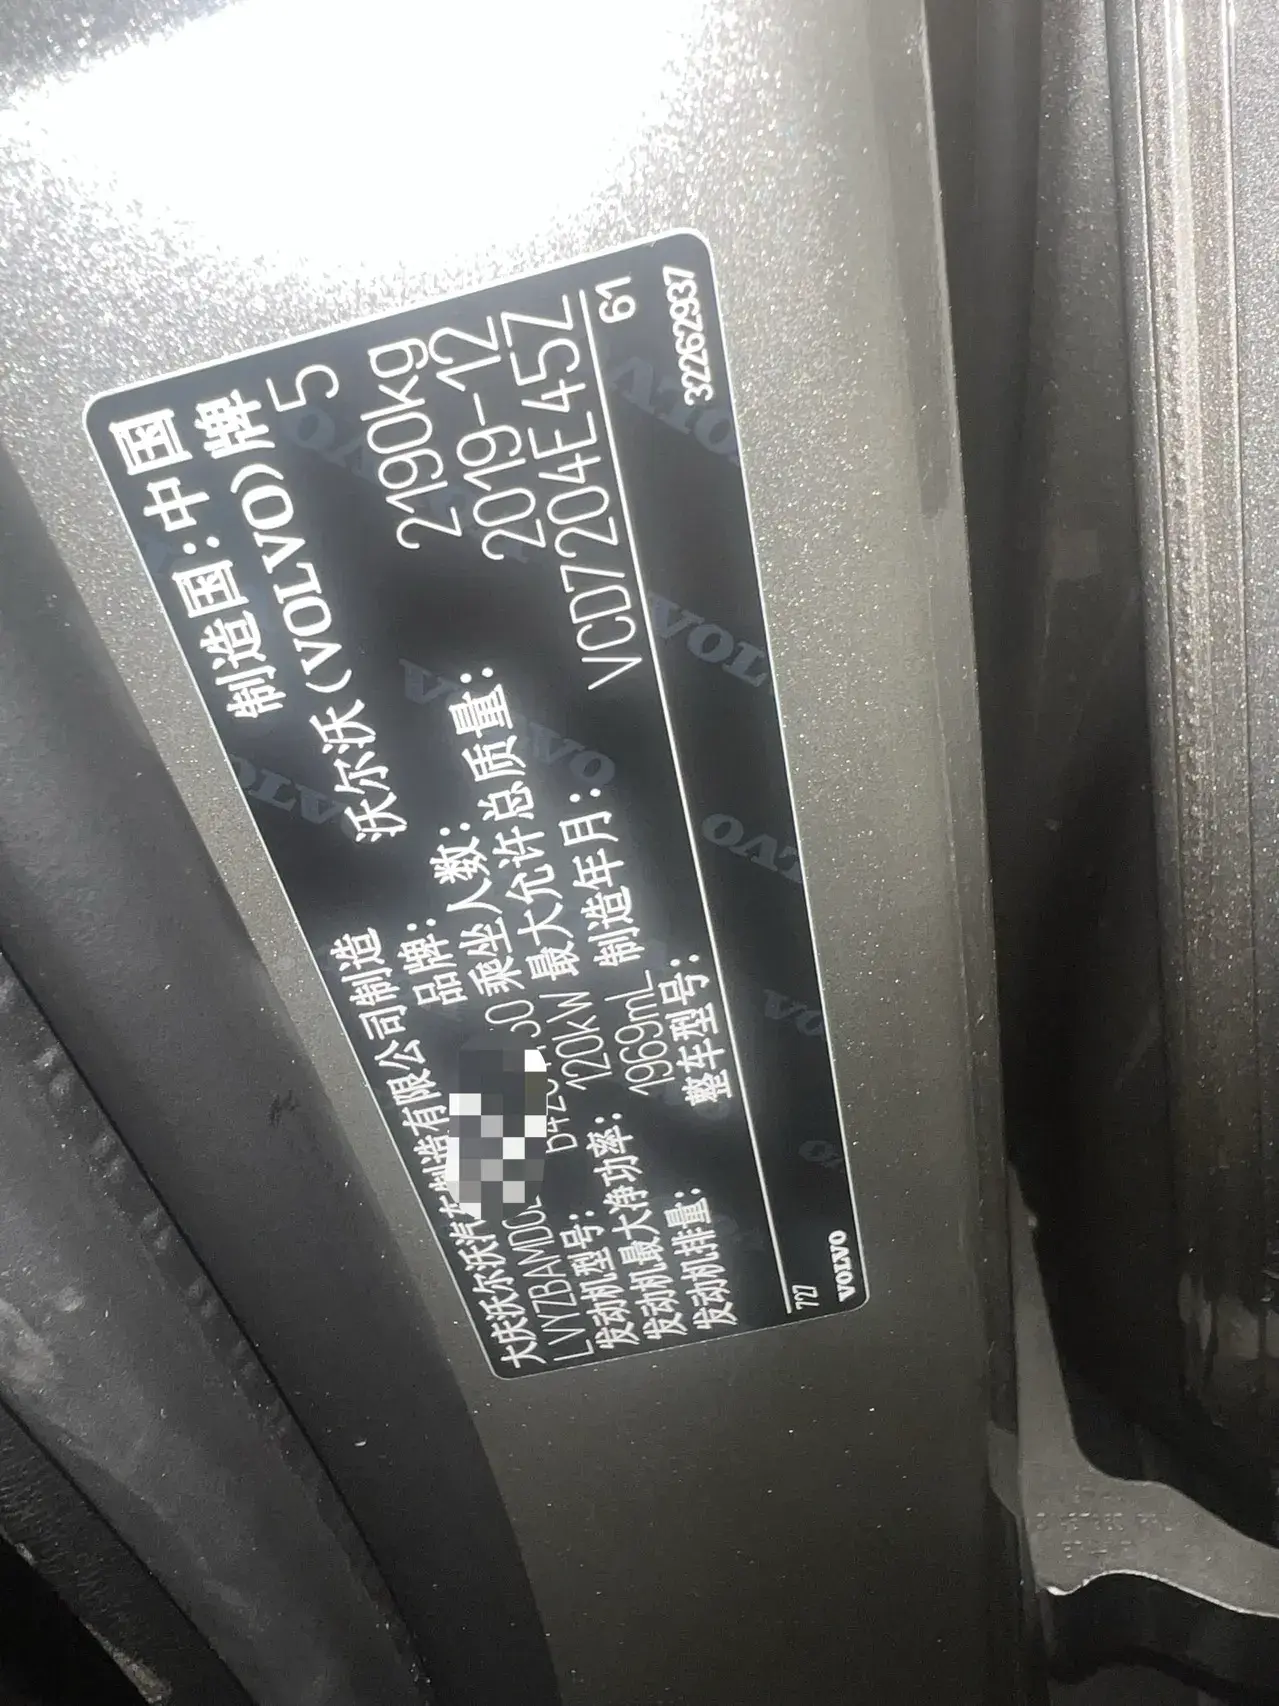 大庆沃尔沃汽车制造有限公司制造 制造国：中国
LVYZBAMD 品牌： 沃尔沃(VOLVO)牌
发动机型号： 乘坐人数： 5
发动机最大净功率： 120kW 最大允许总质量： 2190kg
发动机排量： 1969mL 制造年月： 2019-12
整车型号： VCD7204E45Z
727 61
VOLVO 32262937